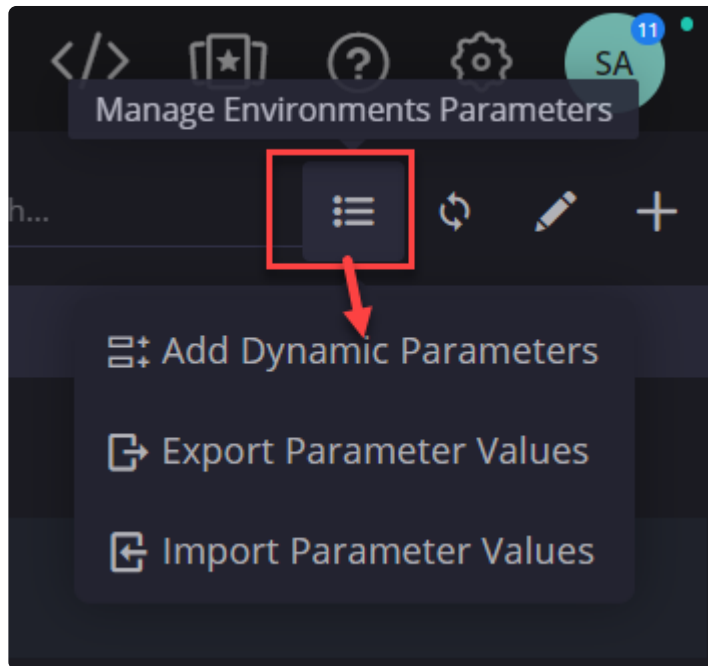 SA
11
Manage Environments Parameters
h...
Add Dynamic Parameters
Export Parameter Values
Import Parameter Values